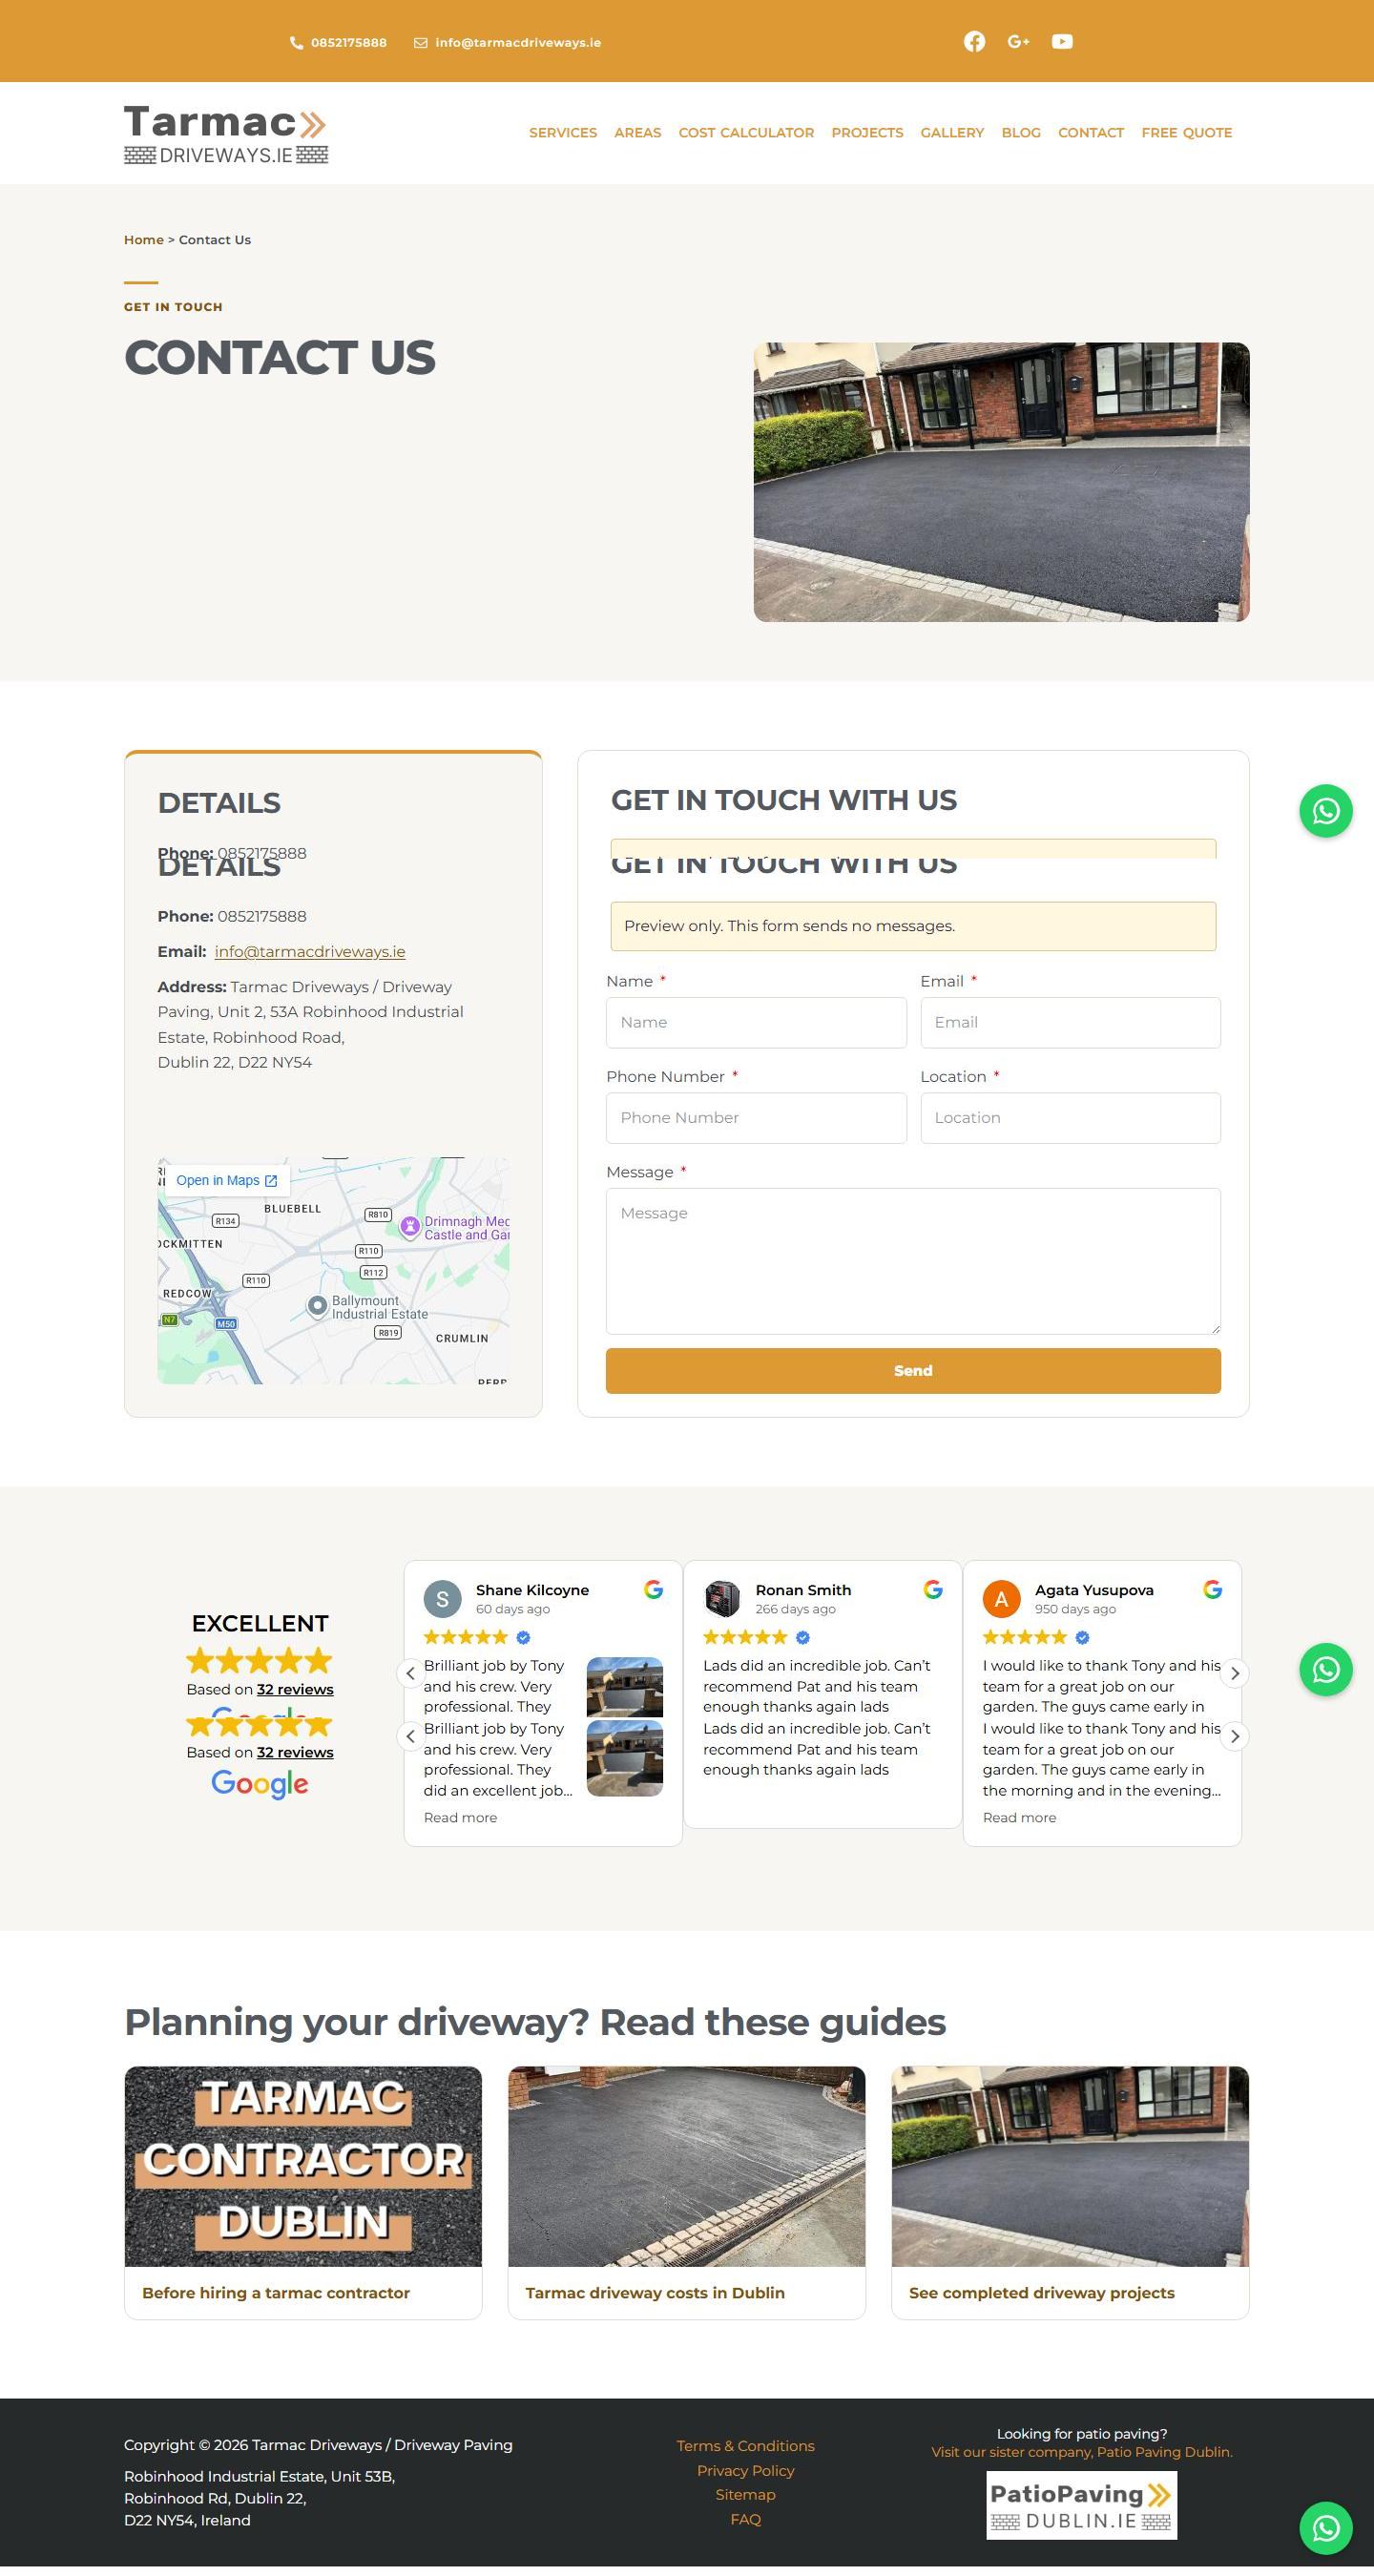 0852175888 info@tarmacdriveways.ie
Tarmac
DRIVEWAYS.IE
SERVICES AREAS COST CALCULATOR PROJECTS GALLERY BLOG CONTACT FREE QUOTE
Home > Contact Us
GET IN TOUCH
CONTACT US
DETAILS
Phone: 0852175888
DETAILS
Phone: 0852175888
Email: info@tarmacdriveways.ie
Address: Tarmac Driveways / Driveway
Paving, Unit 2, 53A Robinhood Industrial
Estate, Robinhood Road,
Dublin 22, D22 NY54
Open in Maps
BLUEBELL
R810
R134
Drimnagh
Castle and
R110
R112
R110
REDCOW
Ballymount
Industrial Estate
N7
M50
R819
CRUMLIN
GET IN TOUCH WITH US
GET IN TOUCH WITH US
Preview only. This form sends no messages.
Name * Email *
Name Email
Phone Number * Location *
Phone Number Location
Message *
Message
Send
EXCELLENT
Based on 32 reviews
Based on 32 reviews
Google
S
Shane Kilcoyne
60 days ago
Brilliant job by Tony
and his crew. Very
professional. They
Brilliant job by Tony
and his crew. Very
professional. They
did an excellent job...
Read more
Ronan Smith
266 days ago
Lads did an incredible job. Can't
recommend Pat and his team
enough thanks again lads
Lads did an incredible job. Can't
recommend Pat and his team
enough thanks again lads
A
Agata Yusupova
950 days ago
I would like to thank Tony and his
team for a great job on our
garden. The guys came early in
I would like to thank Tony and his
team for a great job on our
garden. The guys came early in
the morning and in the evening...
Read more
Planning your driveway? Read these guides
TARMAC
CONTRACTOR
DUBLIN
Before hiring a tarmac contractor
Tarmac driveway costs in Dublin
See completed driveway projects
Copyright © 2026 Tarmac Driveways / Driveway Paving
Robinhood Industrial Estate, Unit 53B,
Robinhood Rd, Dublin 22,
D22 NY54, Ireland
Terms & Conditions
Privacy Policy
Sitemap
FAQ
Looking for patio paving?
Visit our sister company, Patio Paving Dublin.
PatioPaving
DUBLIN.IE